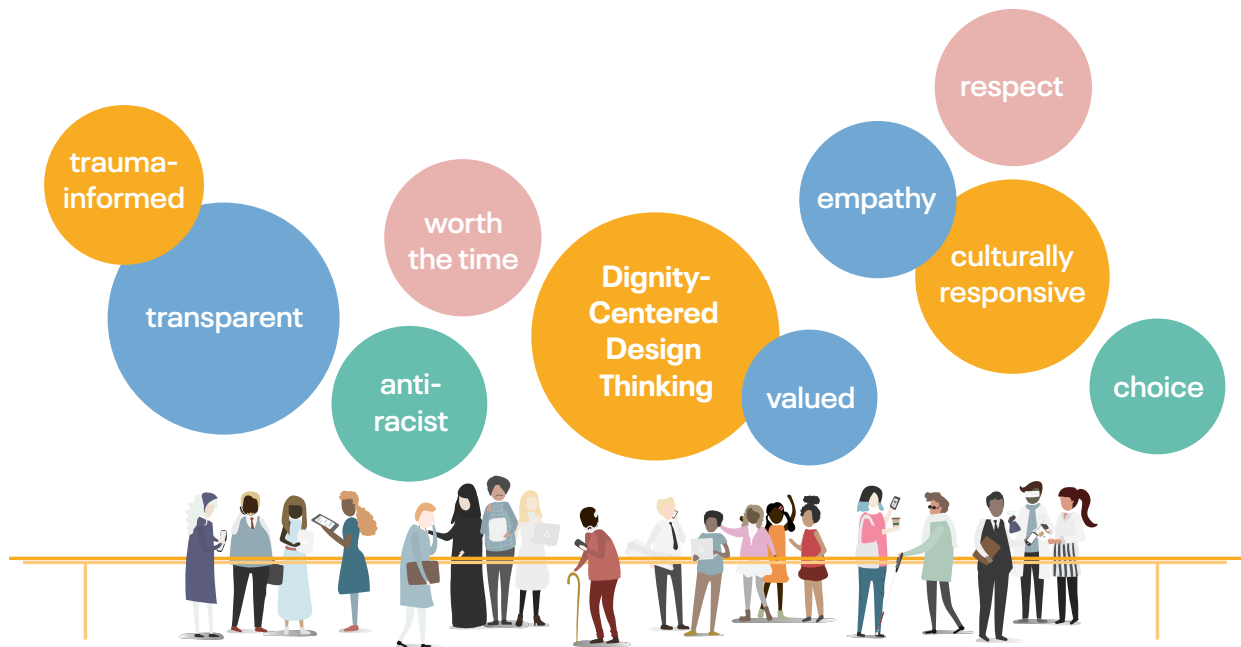 trauma-
informed
transparent
worth
the time
anti-
racist
Dignity-
Centered
Design
Thinking
valued
empathy
respect
culturally
responsive
choice